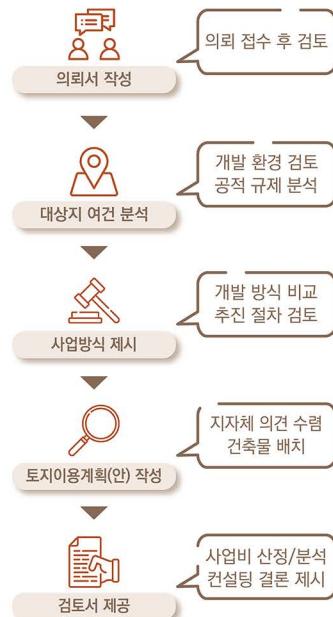 의뢰 접수 후 검토
의뢰서 작성
개발 환경 검토
공적 규제 분석
대상지 여건 분석
개발 방식 비교
추진 절차 검토
사업방식 제시
지자체 의견 수렴
건축물 배치
토지이용계획(안) 작성
사업비 산정/분석
컨설팅 결론 제시
검토서 제공